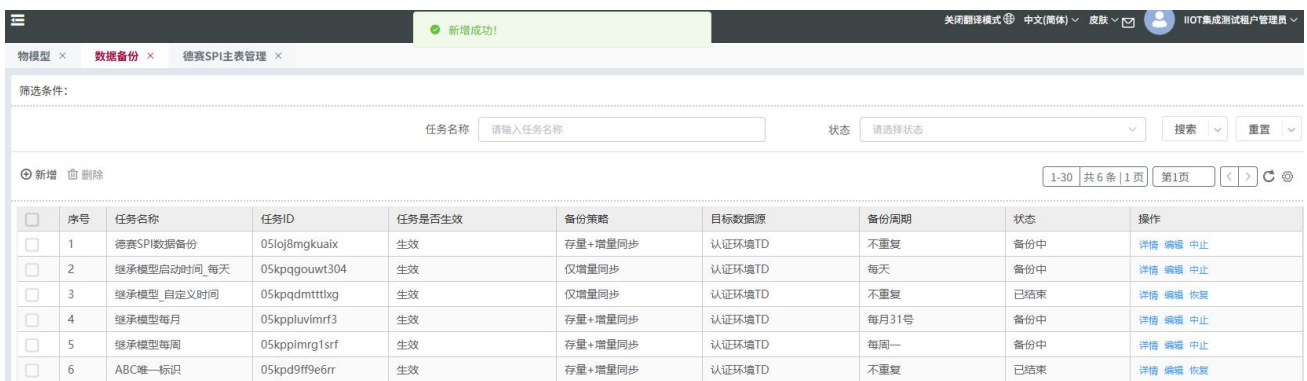 新增成功!
关闭翻译模式 中文(简体) 皮肤 IIOT集成测试租户管理员
物模型 × 数据备份 × 德赛SPI主表管理 ×
筛选条件:
任务名称 请输入任务名称 状态 请选择状态 搜索 重置
新增 删除 1-30 共 6 条 | 1 页 第1页 < >
序号 任务名称 任务ID 任务是否生效 备份策略 目标数据源 备份周期 状态 操作
1 德赛SPI数据备份 05loj8mgkuaix 生效 存量+增量同步 认证环境TD 不重复 备份中 详情 编辑 中止
2 继承模型启动时间_每天 05kpqgouwt304 生效 仅增量同步 认证环境TD 每天 备份中 详情 编辑 中止
3 继承模型_自定义时间 05kpqdmtttlxg 生效 仅增量同步 认证环境TD 不重复 已结束 详情 编辑 恢复
4 继承模型每月 05kppluvimrf3 生效 存量+增量同步 认证环境TD 每月31号 备份中 详情 编辑 中止
5 继承模型每周 05kppimrg1srf 生效 存量+增量同步 认证环境TD 每周一 备份中 详情 编辑 中止
6 ABC唯一标识 05kpd9ff9e6rr 生效 存量+增量同步 认证环境TD 不重复 已结束 详情 编辑 恢复